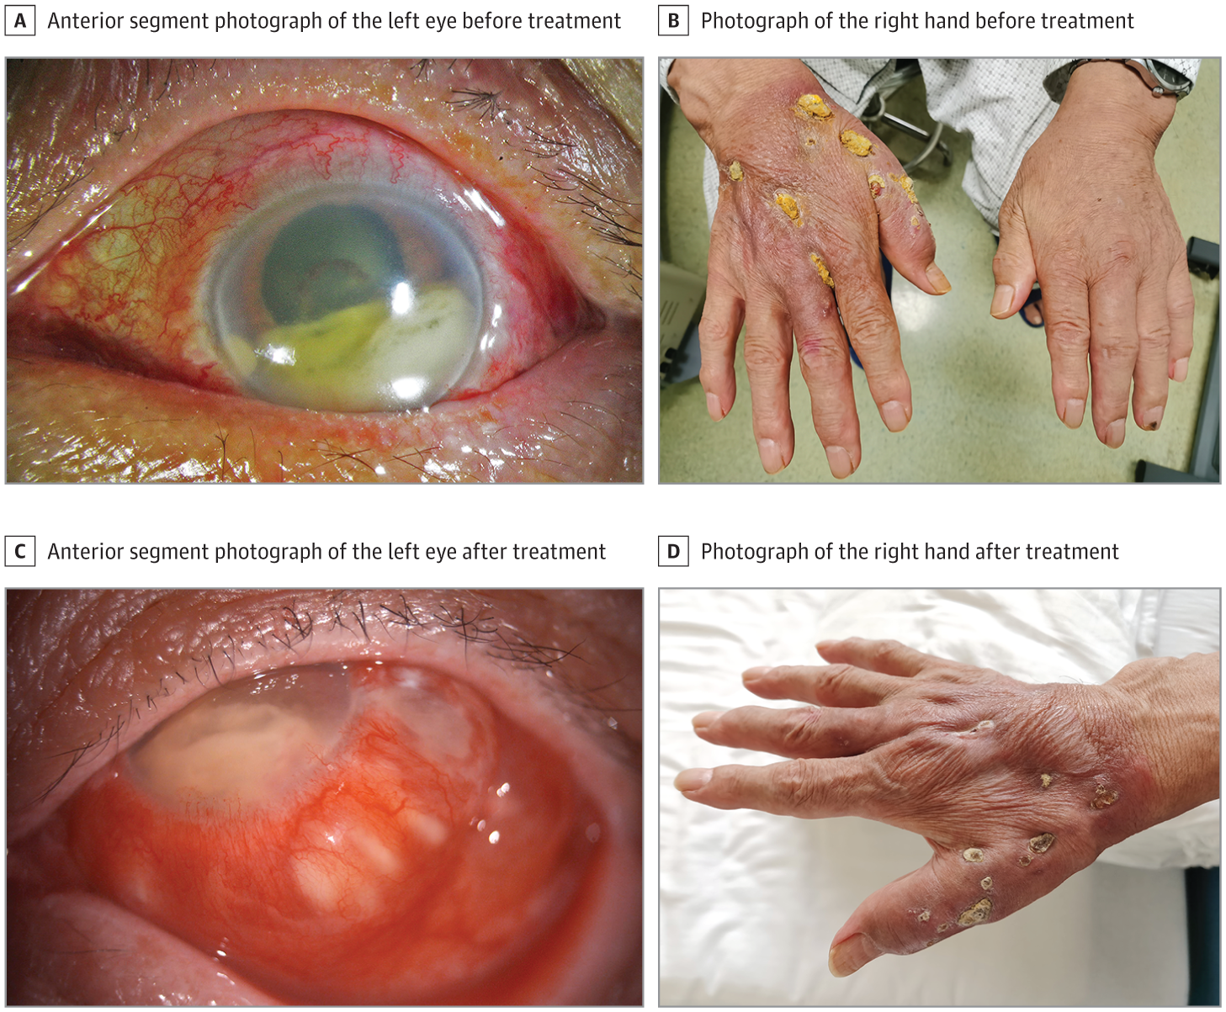 A Anterior segment photograph of the left eye before treatment
B Photograph of the right hand before treatment
C Anterior segment photograph of the left eye after treatment
D Photograph of the right hand after treatment